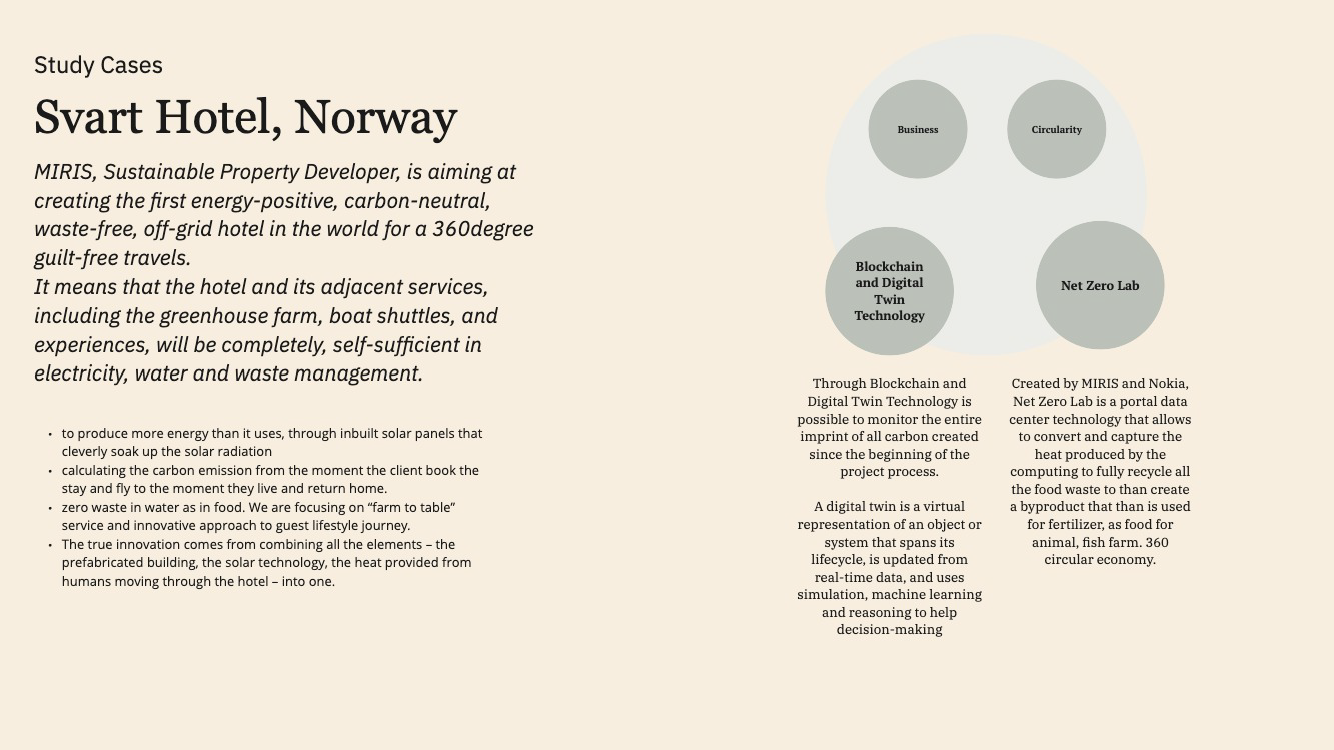 Study Cases
Svart Hotel, Norway
MIRIS, Sustainable Property Developer, is aiming at
creating the first energy-positive, carbon-neutral,
waste-free, off-grid hotel in the world for a 360degree
guilt-free travels.
It means that the hotel and its adjacent services,
including the greenhouse farm, boat shuttles, and
experiences, will be completely, self-sufficient in
electricity, water and waste management.
• to produce more energy than it uses, through inbuilt solar panels that
cleverly soak up the solar radiation
• calculating the carbon emission from the moment the client book the
stay and fly to the moment they live and return home.
• zero waste in water as in food. We are focusing on “farm to table”
service and innovative approach to guest lifestyle journey.
• The true innovation comes from combining all the elements – the
prefabricated building, the solar technology, the heat provided from
humans moving through the hotel – into one.
Business
Circularity
Blockchain
and Digital
Twin
Technology
Net Zero Lab
Through Blockchain and
Digital Twin Technology is
possible to monitor the entire
imprint of all carbon created
since the beginning of the
project process.
A digital twin is a virtual
representation of an object or
system that spans its
lifecycle, is updated from
real-time data, and uses
simulation, machine learning
and reasoning to help
decision-making
Created by MIRIS and Nokia,
Net Zero Lab is a portal data
center technology that allows
to convert and capture the
heat produced by the
computing to fully recycle all
the food waste to than create
a byproduct that than is used
for fertilizer, as food for
animal, fish farm. 360
circular economy.